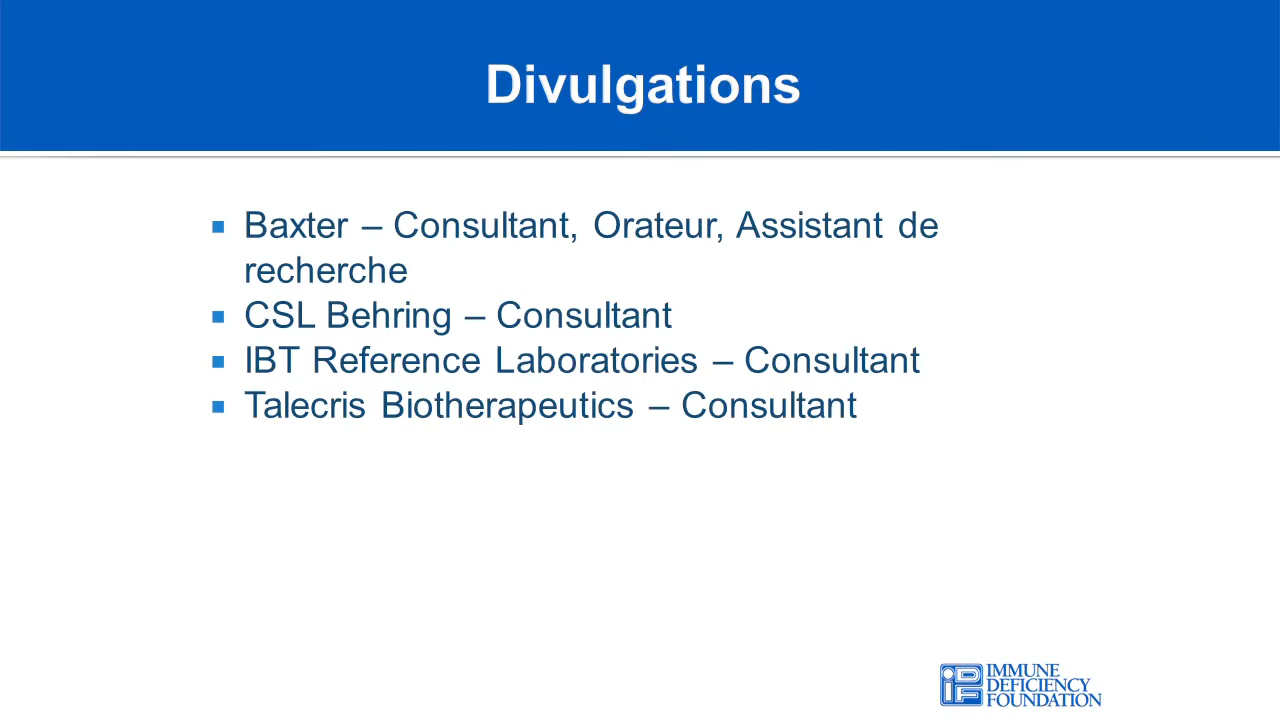 Divulgations
Baxter – Consultant, Orateur, Assistant de
recherche
CSL Behring – Consultant
IBT Reference Laboratories – Consultant
Talecris Biotherapeutics – Consultant
IDF
IMMUNE
DEFICIENCY
FOUNDATION